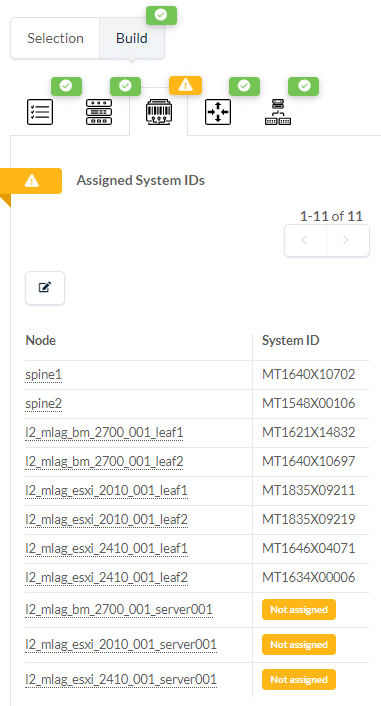 Selection Build
Assigned System IDs
1-11 of 11
Node System ID
spine1 MT1640X10702
spine2 MT1548X00106
l2_mlag_bm_2700_001_leaf1 MT1621X14832
l2_mlag_bm_2700_001_leaf2 MT1640X10697
l2_mlag_esxi_2010_001_leaf1 MT1835X09211
l2_mlag_esxi_2010_001_leaf2 MT1835X09219
l2_mlag_esxi_2410_001_leaf1 MT1646X04071
l2_mlag_esxi_2410_001_leaf2 MT1634X00006
l2_mlag_bm_2700_001_server001 Not assigned
l2_mlag_esxi_2010_001_server001 Not assigned
l2_mlag_esxi_2410_001_server001 Not assigned